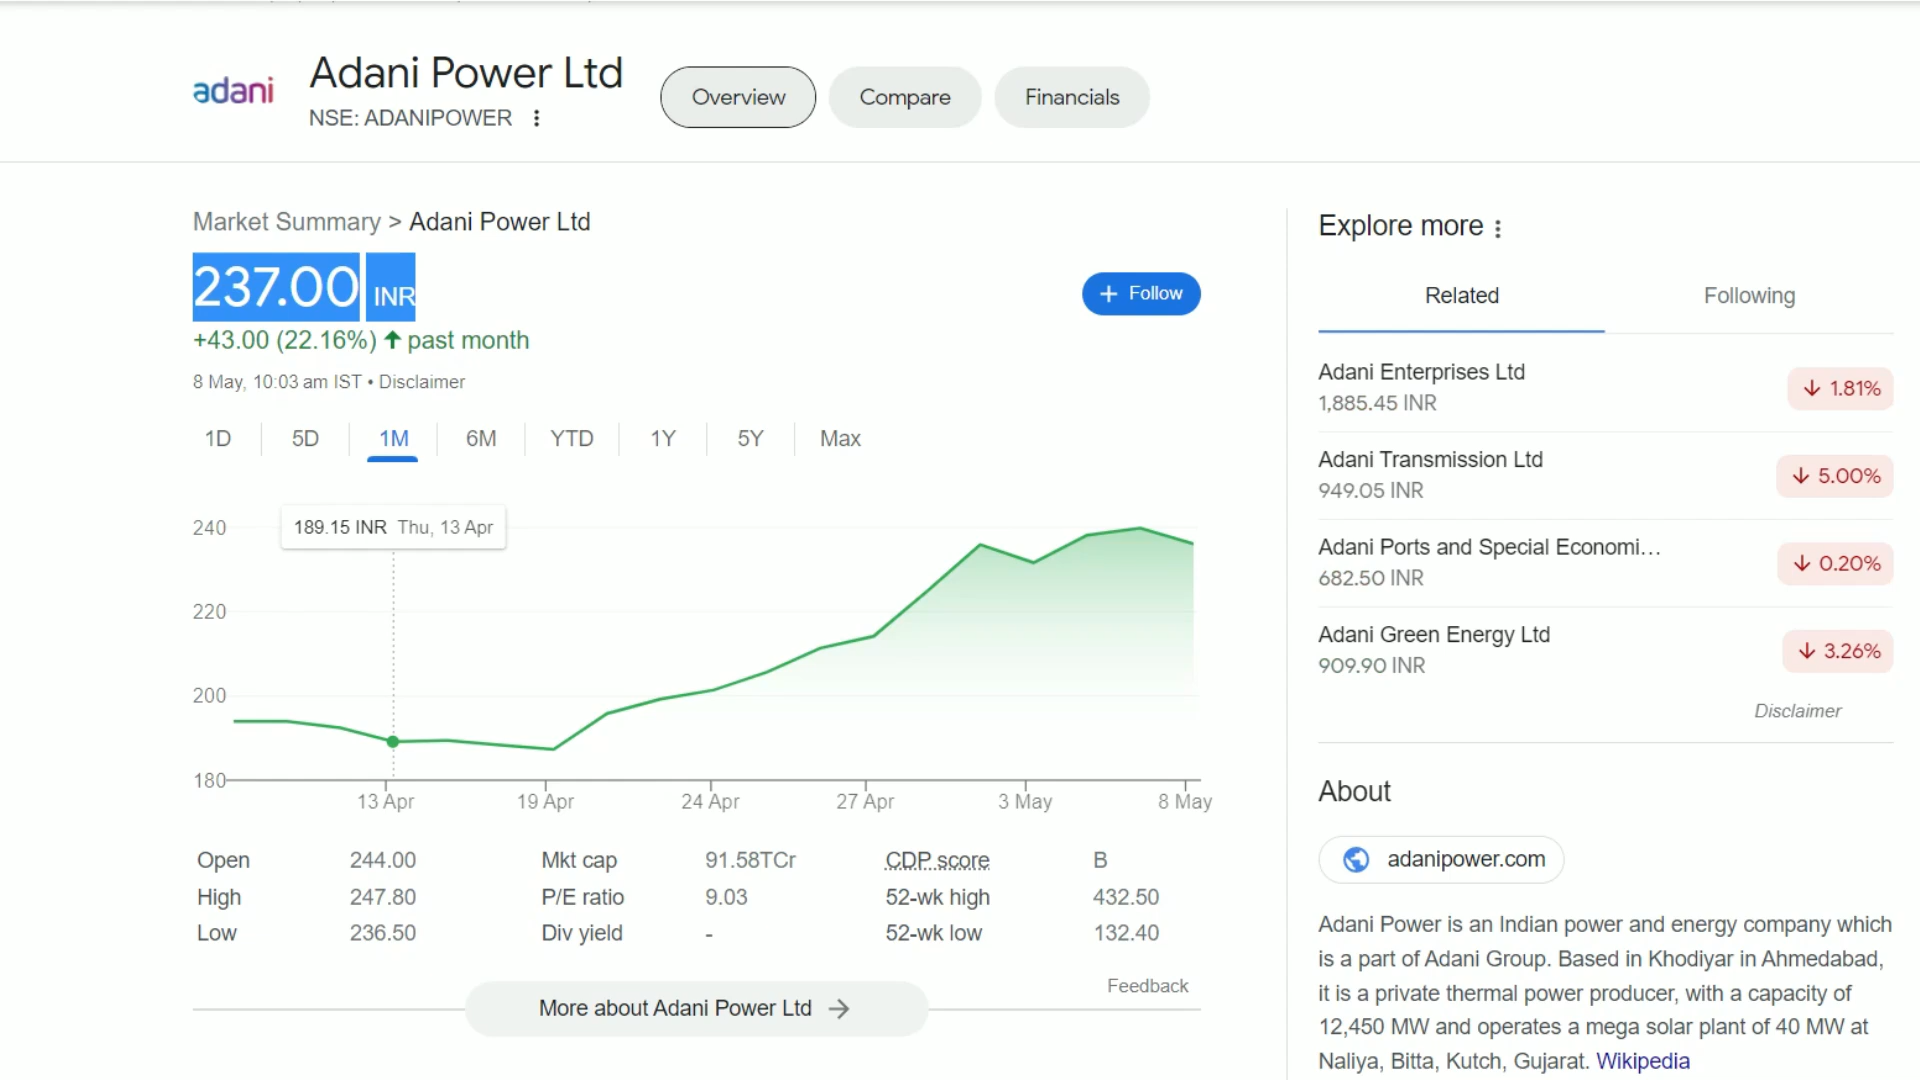 adani
Adani Power Ltd
NSE: ADANIPOWER
Overview
Compare
Financials
Market Summary > Adani Power Ltd
237.00 INR
+43.00 (22.16%) ↑ past month
8 May, 10:03 am IST • Disclaimer
+ Follow
1D 5D 1M 6M YTD 1Y 5Y Max
189.15 INR Thu, 13 Apr
240
220
200
180
13 Apr 19 Apr 24 Apr 27 Apr 3 May 8 May
Open 244.00 Mkt cap 91.58TCr CDP score B
High 247.80 P/E ratio 9.03 52-wk high 432.50
Low 236.50 Div yield - 52-wk low 132.40
Feedback
More about Adani Power Ltd →
Explore more
Related Following
Adani Enterprises Ltd
1,885.45 INR
↓ 1.81%
Adani Transmission Ltd
949.05 INR
↓ 5.00%
Adani Ports and Special Economi...
682.50 INR
↓ 0.20%
Adani Green Energy Ltd
909.90 INR
↓ 3.26%
Disclaimer
About
adanipower.com
Adani Power is an Indian power and energy company which
is a part of Adani Group. Based in Khodiyar in Ahmedabad,
it is a private thermal power producer, with a capacity of
12,450 MW and operates a mega solar plant of 40 MW at
Naliya, Bitta, Kutch, Gujarat. Wikipedia